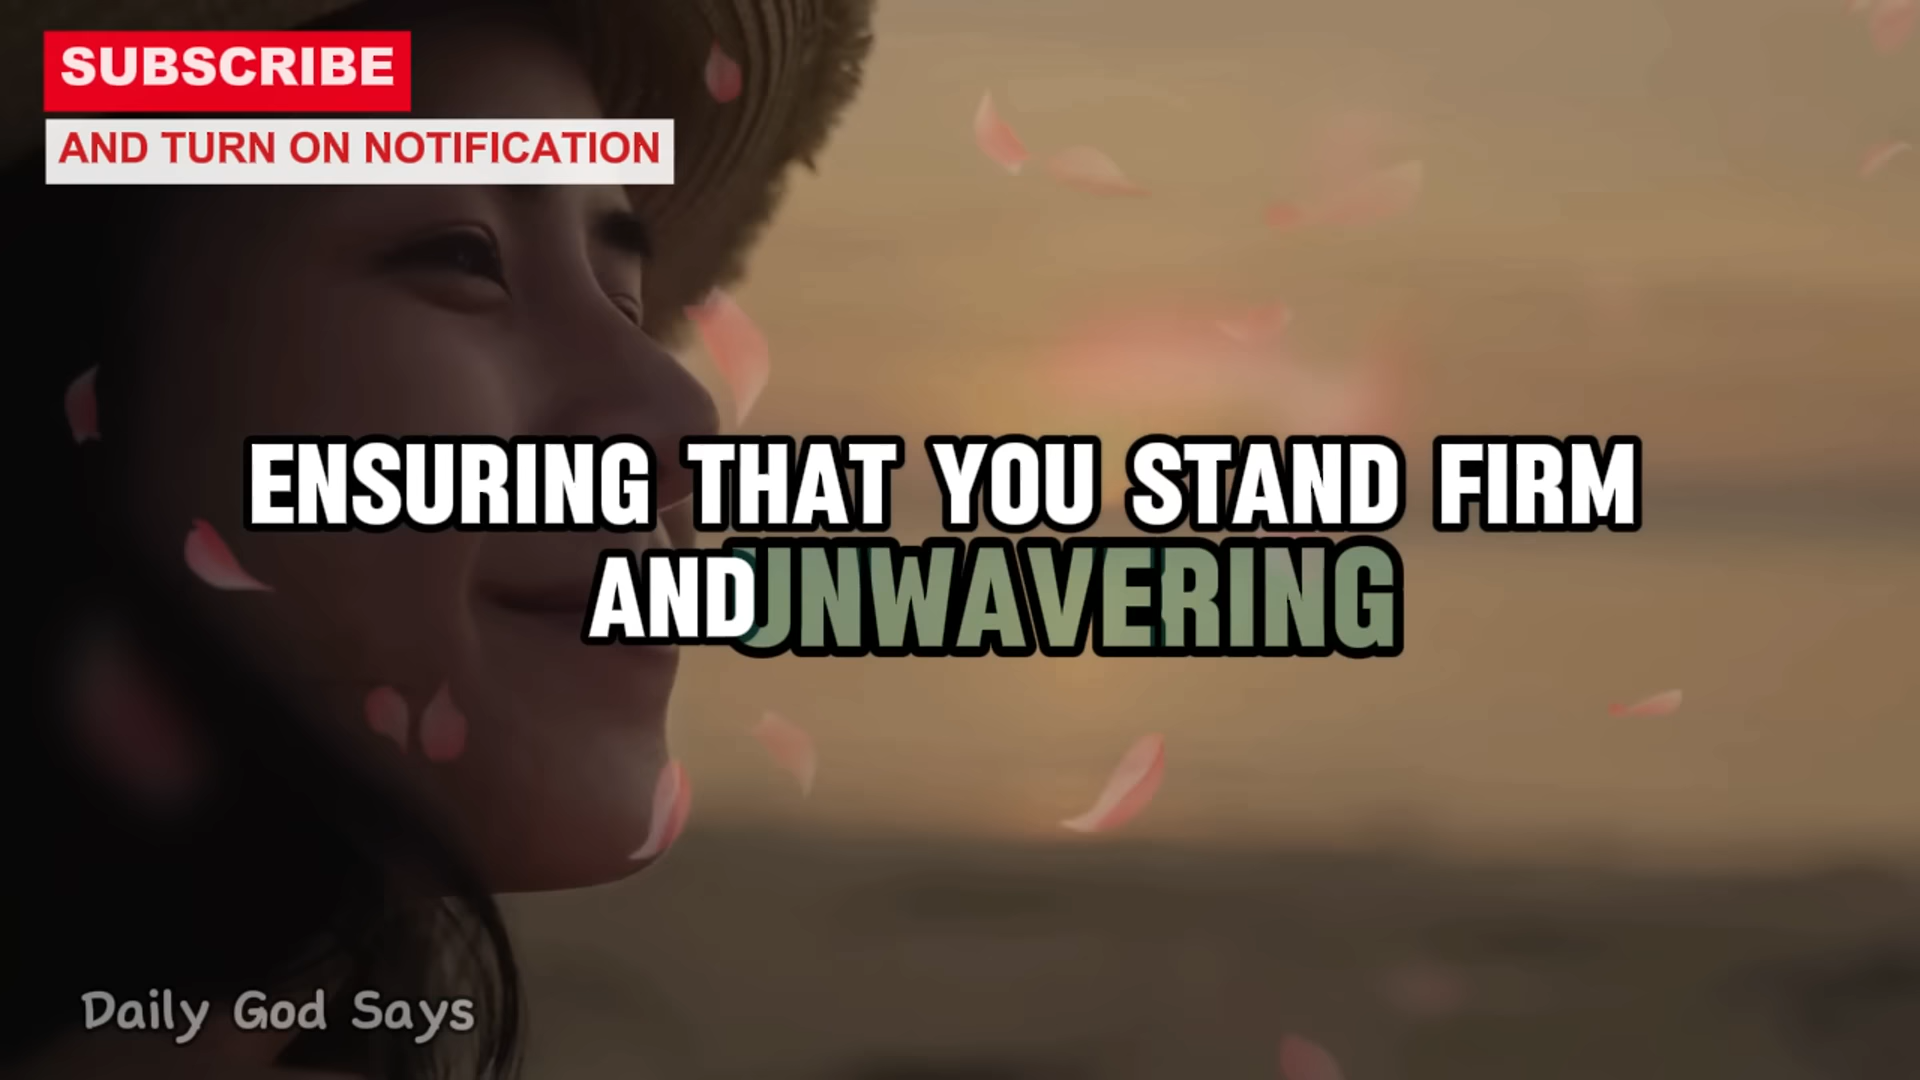 SUBSCRIBE
AND TURN ON NOTIFICATION
ENSURING THAT YOU STAND FIRM
AND UNWAVERING
Daily God Says